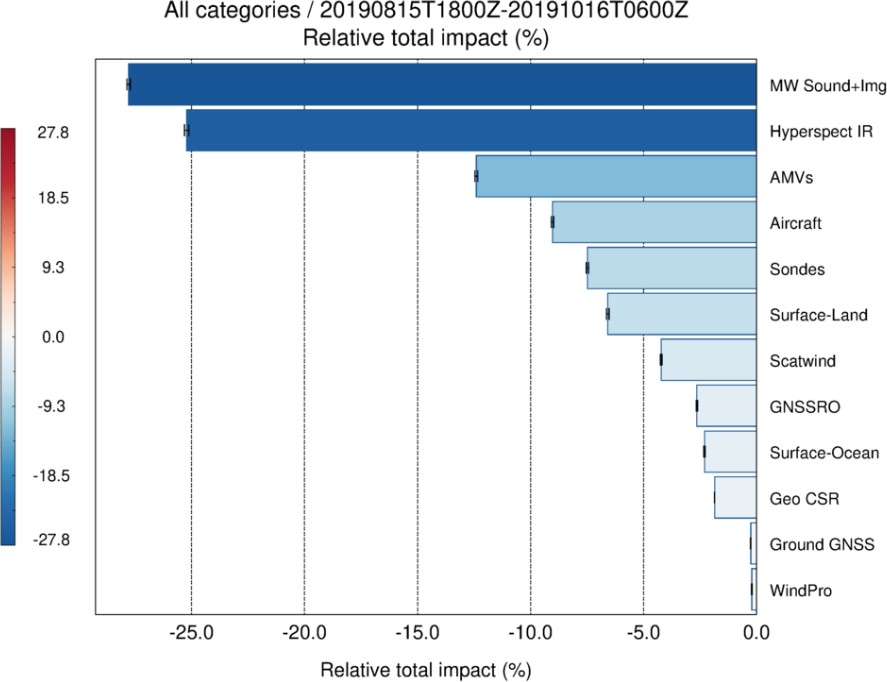 All categories / 20190815T1800Z-20191016T0600Z
Relative total impact (%)
MW Sound+Img
Hyperspect IR
AMVs
Aircraft
Sondes
Surface-Land
Scatwind
GNSSRO
Surface-Ocean
Geo CSR
Ground GNSS
WindPro
27.8
18.5
9.3
0.0
-9.3
-18.5
-27.8
-25.0 -20.0 -15.0 -10.0 -5.0 0.0
Relative total impact (%)